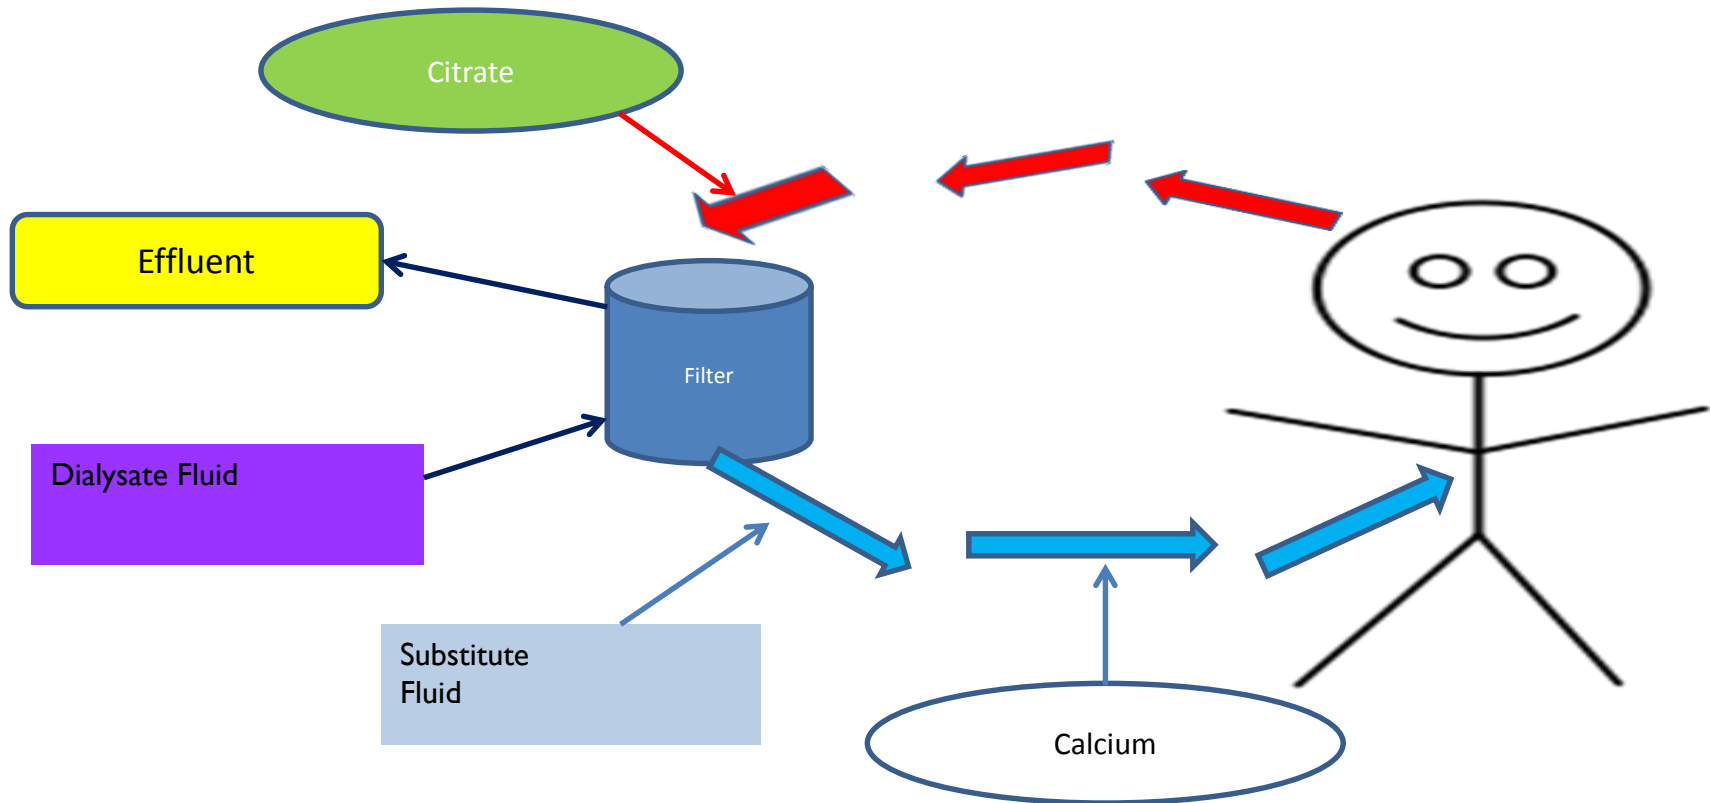 Citrate
Effluent
Filter
Dialysate Fluid
Substitute
Fluid
Calcium